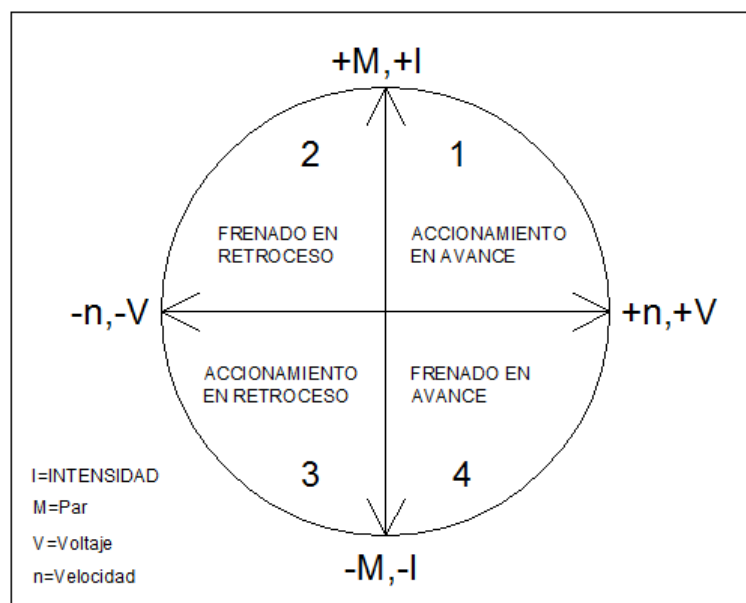 +M,+I
2
1
FRENADO EN
RETROCESO
ACCIONAMIENTO
EN AVANCE
-n,-V
+n,+V
ACCIONAMIENTO
EN RETROCESO
FRENADO EN
AVANCE
3
4
I=INTENSIDAD
M=Par
V=Voltaje
n=Velocidad
-M,-I